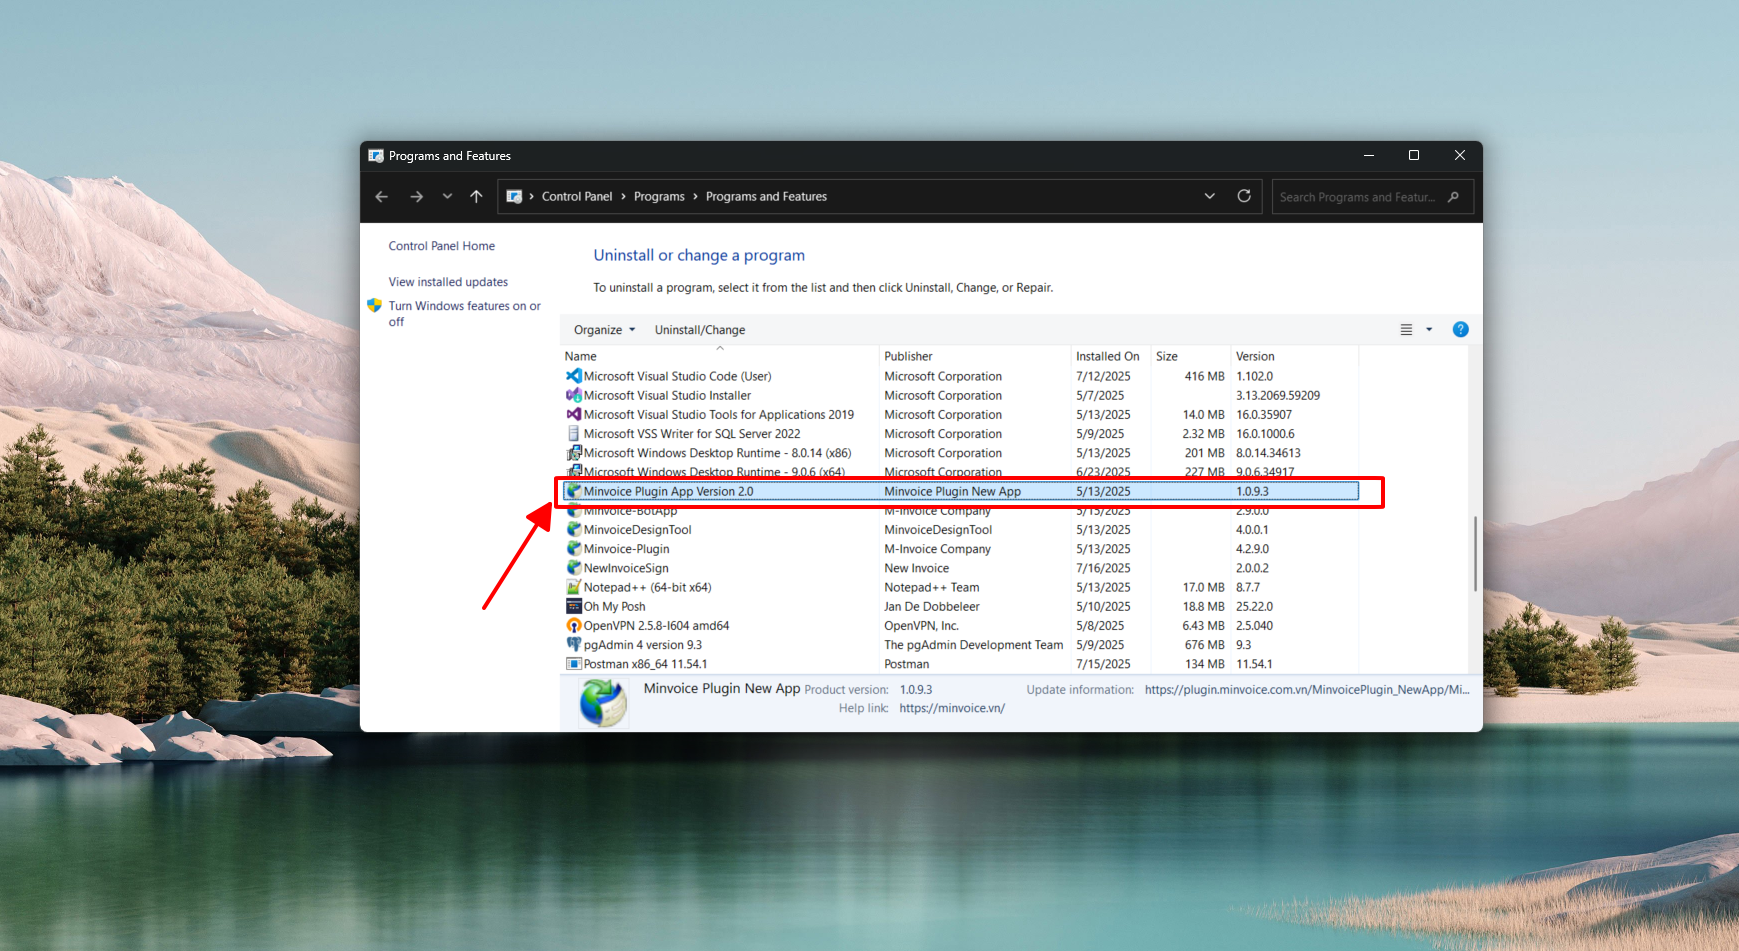 Programs and Features
Control Panel > Programs > Programs and Features
Search Programs and Featur...
Control Panel Home
View installed updates
Turn Windows features on or
off
Uninstall or change a program
To uninstall a program, select it from the list and then click Uninstall, Change, or Repair.
Organize Uninstall/Change
Name Publisher Installed On Size Version
Microsoft Visual Studio Code (User) Microsoft Corporation 7/12/2025 416 MB 1.102.0
Microsoft Visual Studio Installer Microsoft Corporation 5/7/2025 3.13.2069.59209
Microsoft Visual Studio Tools for Applications 2019 Microsoft Corporation 5/13/2025 14.0 MB 16.0.35907
Microsoft VSS Writer for SQL Server 2022 Microsoft Corporation 5/9/2025 2.32 MB 16.0.1000.6
Microsoft Windows Desktop Runtime - 8.0.14 (x86) Microsoft Corporation 5/13/2025 201 MB 8.0.14.34613
Microsoft Windows Desktop Runtime - 9.0.6 (x64) Microsoft Corporation 6/23/2025 227 MB 9.0.6.34917
Minvoice Plugin App Version 2.0 Minvoice Plugin New App 5/13/2025 1.0.9.3
Minvoice-BotApp M-Invoice Company 5/13/2025 2.9.0.0
MinvoiceDesignTool MinvoiceDesignTool 5/13/2025 4.0.0.1
Minvoice-Plugin M-Invoice Company 5/13/2025 4.2.9.0
NewInvoiceSign New Invoice 7/16/2025 2.0.0.2
Notepad++ (64-bit x64) Notepad++ Team 5/13/2025 17.0 MB 8.7.7
Oh My Posh Jan De Dobbeleer 5/10/2025 18.8 MB 25.22.0
OpenVPN 2.5.8-I604 amd64 OpenVPN, Inc. 5/8/2025 6.43 MB 2.5.040
pgAdmin 4 version 9.3 The pgAdmin Development Team 5/9/2025 676 MB 9.3
Postman x86_64 11.54.1 Postman 7/15/2025 134 MB 11.54.1
Minvoice Plugin New App Product version: 1.0.9.3 Update information: https://plugin.minvoice.com.vn/MinvoicePlugin_NewApp/Mi...
Help link: https://minvoice.vn/